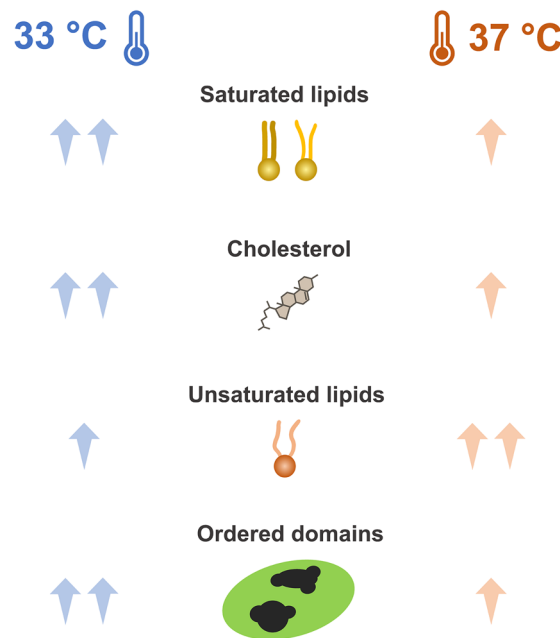 33 °C
37 °C
Saturated lipids
Cholesterol
Unsaturated lipids
Ordered domains